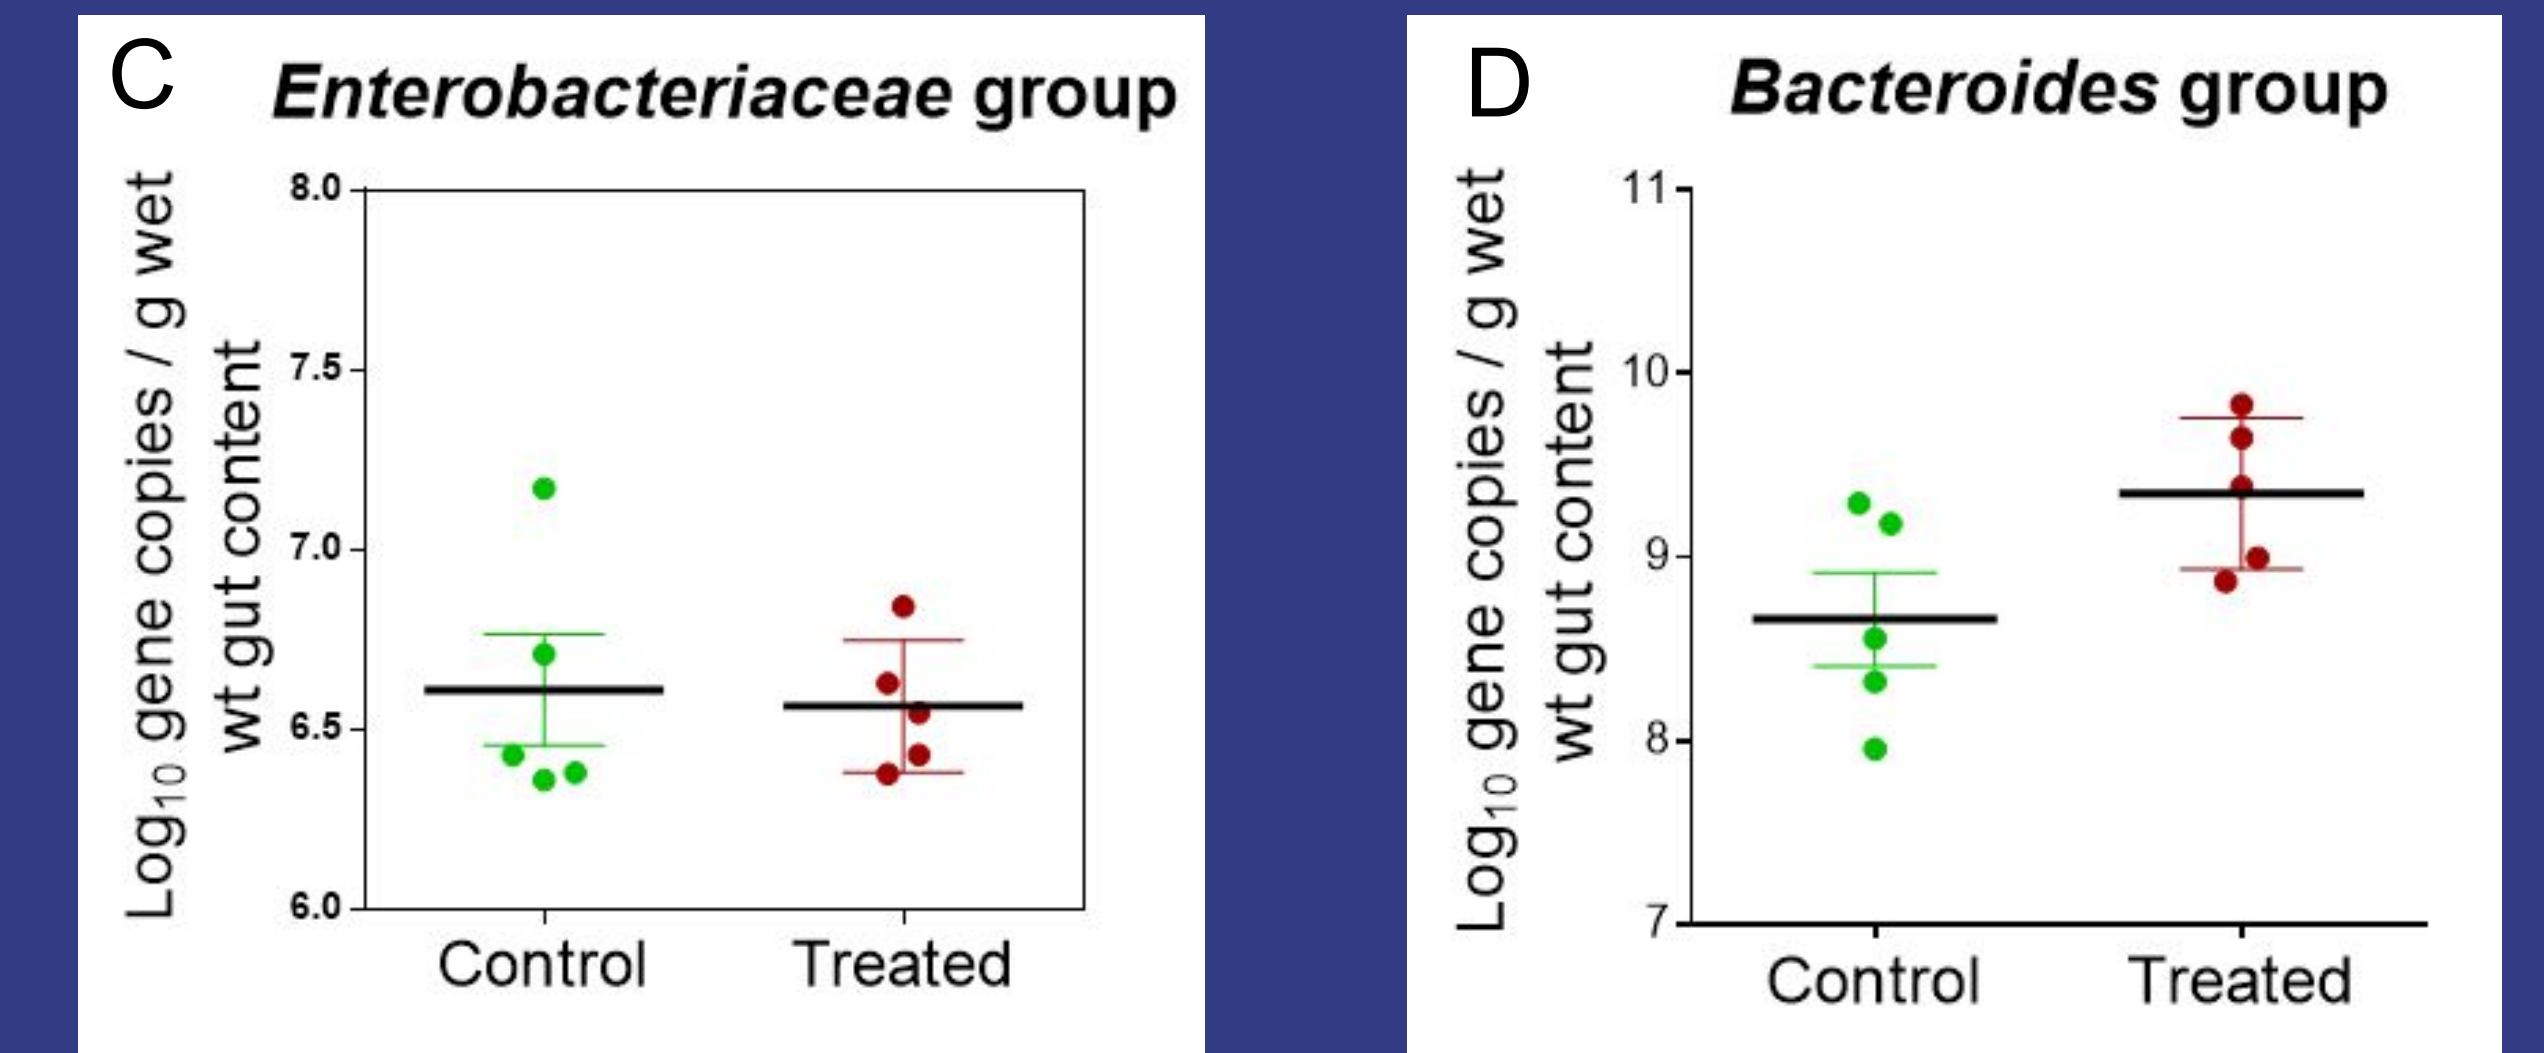 C
Enterobacteriaceae group
Log10 gene copies / g wet
wt gut content
8.0
7.5
7.0
6.5
6.0
Control Treated
D
Bacteroides group
Log10 gene copies / g wet
wt gut content
11
10
9
8
7
Control Treated